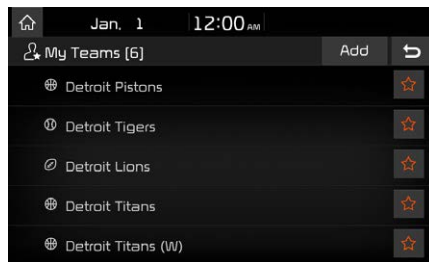 Jan. 1 12:00 AM
My Teams [6] Add
Detroit Pistons
Detroit Tigers
Detroit Lions
Detroit Titans
Detroit Titans (W)